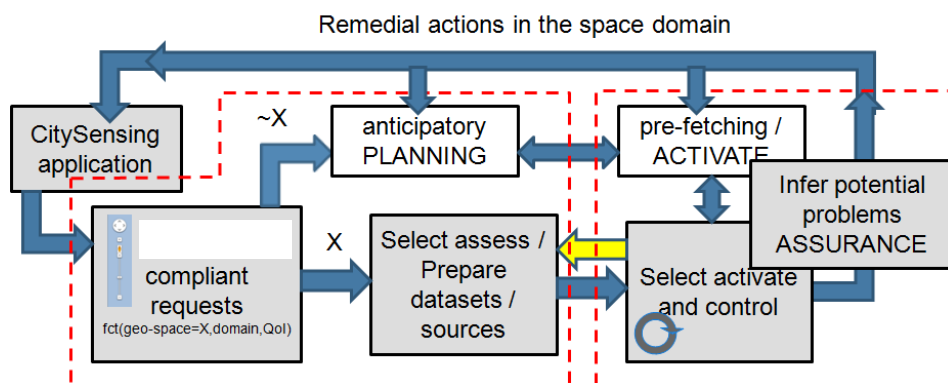 Remedial actions in the space domain
CitySensing
application
~X
anticipatory
PLANNING
pre-fetching /
ACTIVATE
Infer potential
problems
ASSURANCE
compliant
requests
fct(geo-space=X,domain,QoI)
X
Select assess /
Prepare
datasets /
sources
Select activate
and control